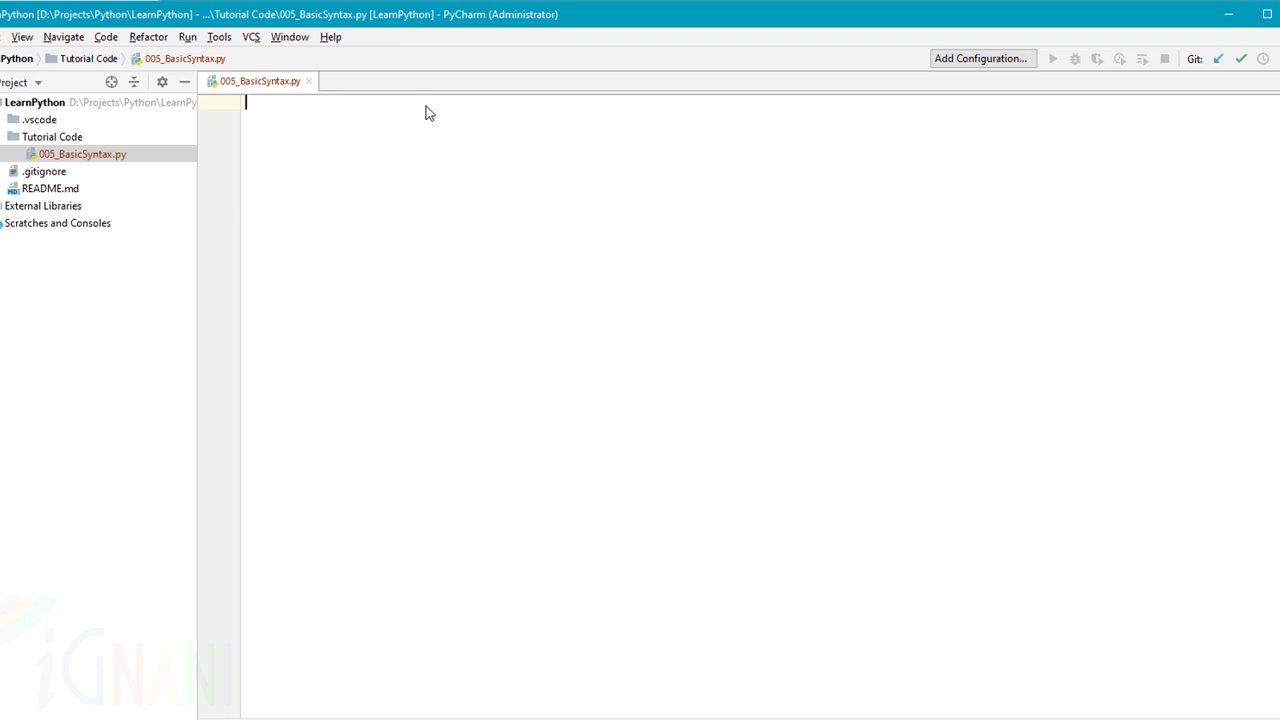 Python [D:\Projects\Python\LearnPython] - ...\Tutorial Code\005_BasicSyntax.py [LearnPython] - PyCharm (Administrator)
View Navigate Code Refactor Run Tools VCS Window Help
Python Tutorial Code 005_BasicSyntax.py Add Configuration... Git:
Project 005_BasicSyntax.py
LearnPython D:\Projects\Python\LearnPy
.vscode
Tutorial Code
005_BasicSyntax.py
.gitignore
README.md
External Libraries
Scratches and Consoles
iGNANI